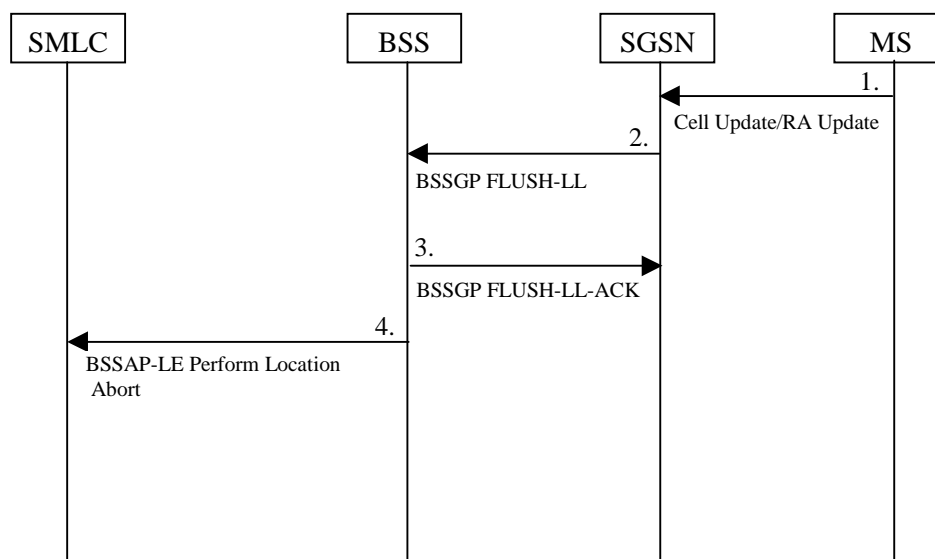 SMLC BSS SGSN MS
1.
Cell Update/RA Update
2.
BSSGP FLUSH-LL
3.
BSSGP FLUSH-LL-ACK
4.
BSSAP-LE Perform Location
Abort